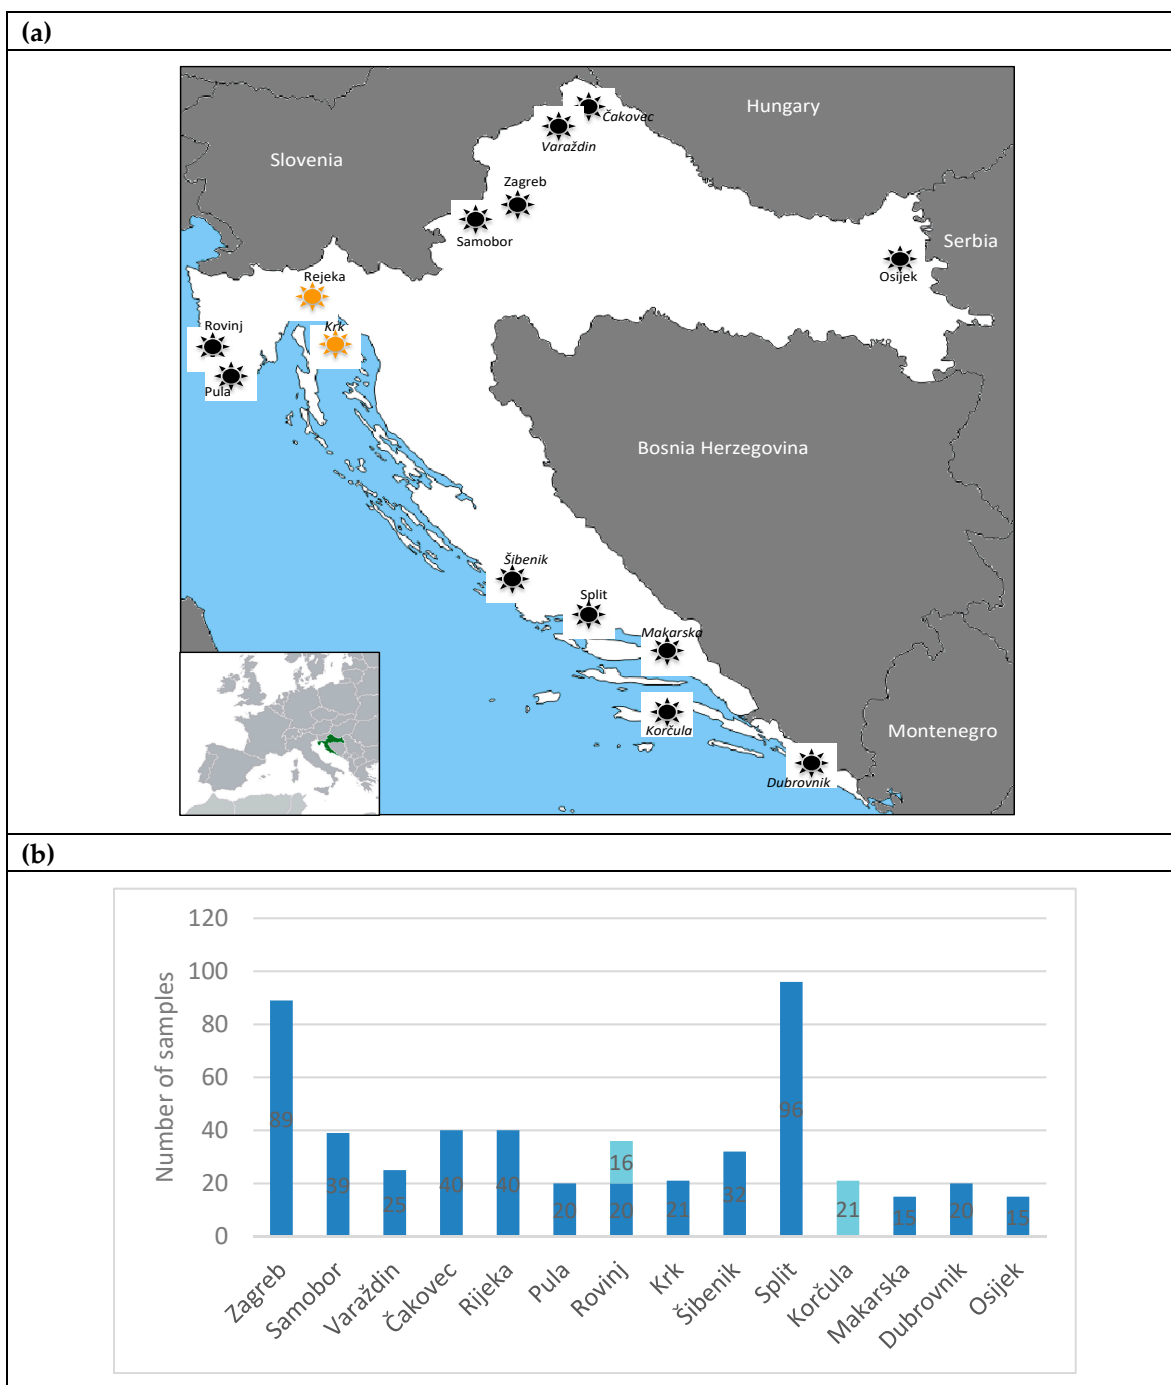 (a)
Hungary
Čakovec
Varaždin
Slovenia
Zagreb
Samobor
Serbia
Osijek
Rejeka
Krk
Rovinj
Pula
Bosnia Herzegovina
Šibenik
Split
Makarska
Korčula
Montenegro
Dubrovnik
(b)
Number of samples
120
100
80
60
40
20
0
89
39
25
40
40
20
16
20
21
32
96
21
15
20
15
Zagreb
Samobor
Varaždin
Čakovec
Rijeka
Pula
Rovinj
Krk
Šibenik
Split
Korčula
Makarska
Dubrovnik
Osijek